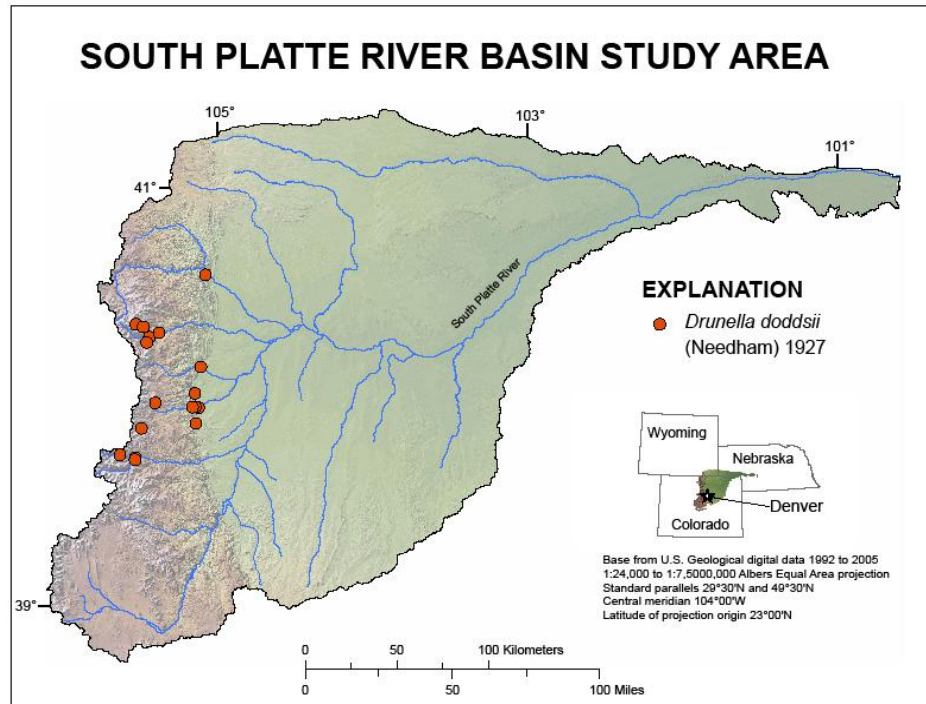 SOUTH PLATTE RIVER BASIN STUDY AREA
105°
103°
101°
41°
South Platte River
EXPLANATION
Drunella doddsii
(Needham) 1927
Wyoming
Nebraska
Denver
Colorado
Base from U.S. Geological digital data 1992 to 2005
1:24,000 to 1:7,5000,000 Albers Equal Area projection
Standard parallels 29°30'N and 49°30'N
Central meridian 104°00'W
Latitude of projection origin 23°00'N
39°
0 50 100 Kilometers
0 50 100 Miles